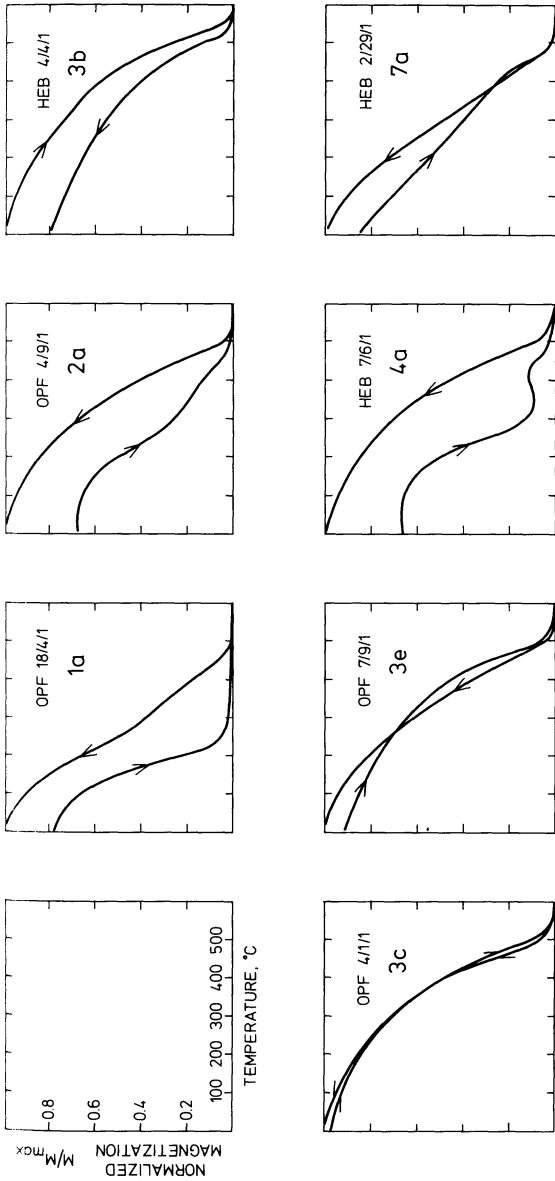 NORMALIZED
MAGNETIZATION
M/Mmax
0.8
0.6
0.4
0.2
100 200 300 400 500
TEMPERATURE, °C
OPF 18/4/1
1a
OPF 4/9/1
2a
HEB 4/4/1
3b
OPF 4/1/1
3c
OPF 7/9/1
3e
HEB 7/6/1
4a
HEB 2/29/1
7a